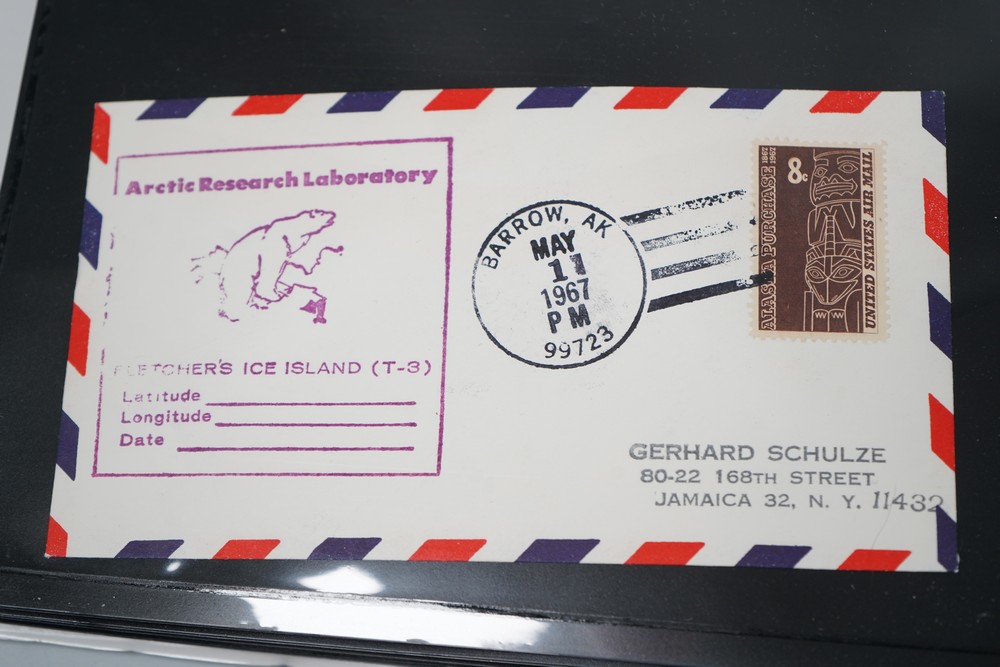 Arctic Research Laboratory
FLETCHER'S ICE ISLAND (T-3)
Latitude
Longitude
Date
BARROW, AK
MAY
11
1967
PM
99723
8c
ALASKA PURCHASE 1867 1967
UNITED STATES AIR MAIL
GERHARD SCHULZE
80-22 168TH STREET
JAMAICA 32, N. Y. 11432